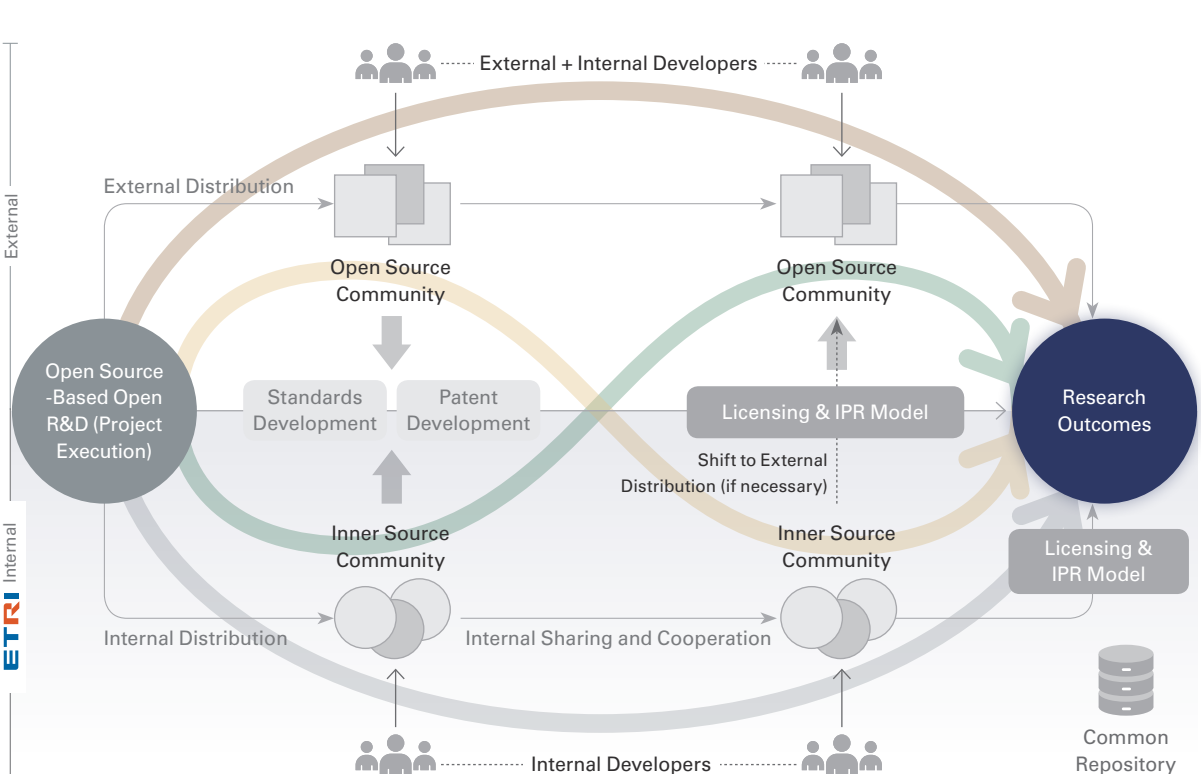 External + Internal Developers
External Distribution
External
Open Source
Community
Open Source
Community
Open Source
-Based Open
R&D (Project
Execution)
Standards
Development
Patent
Development
Licensing & IPR Model
Research
Outcomes
Shift to External
Distribution (if necessary)
Inner Source
Community
Inner Source
Community
Licensing &
IPR Model
ETRI Internal
Internal Distribution
Internal Sharing and Cooperation
Common
Repository
Internal Developers